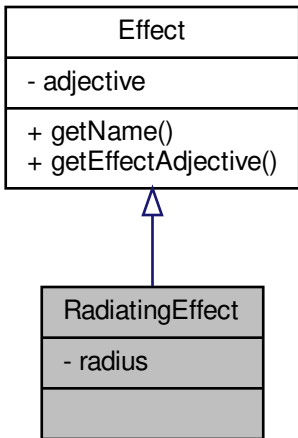 Effect
- adjective
+ getName()
+ getEffectAdjective()
RadiatingEffect
- radius